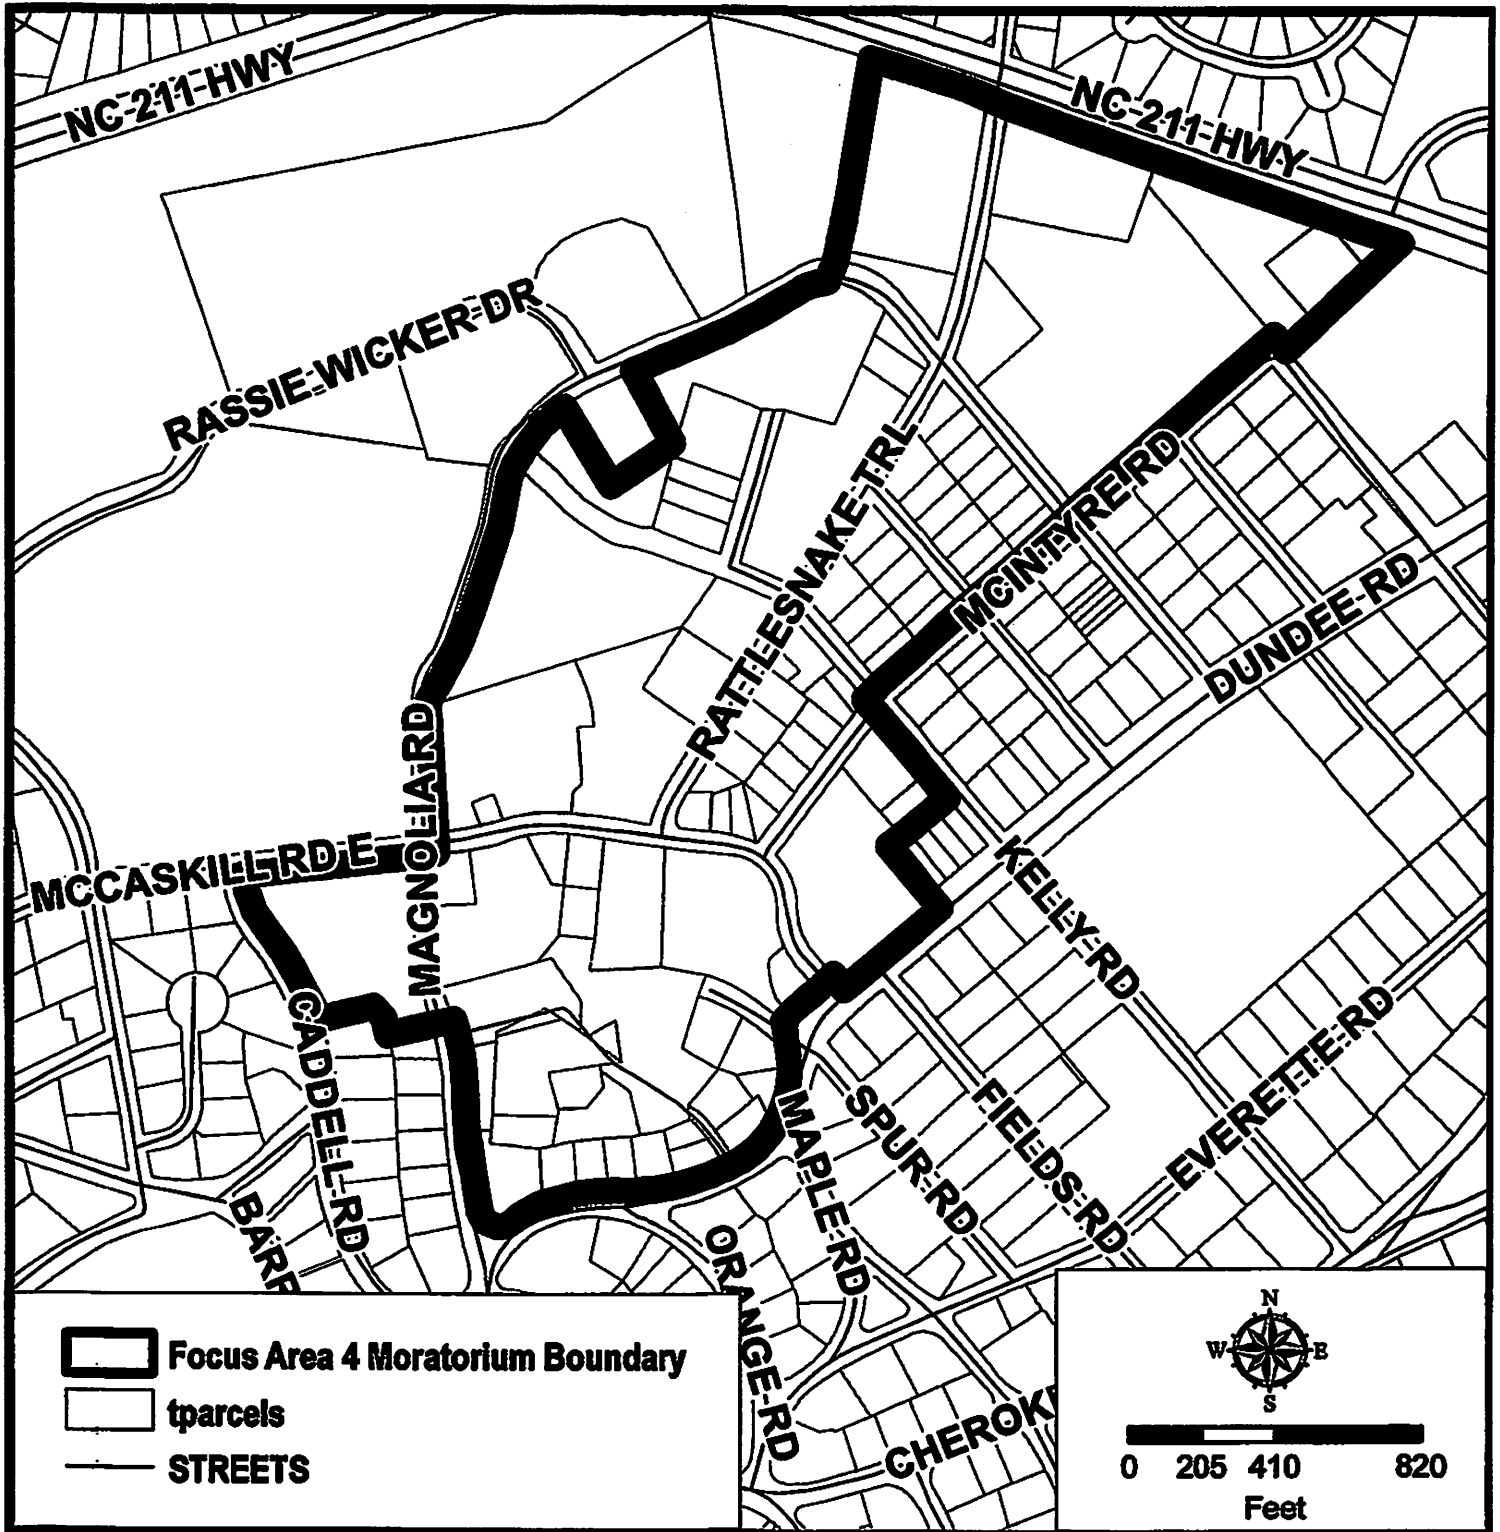 NC-211-HWY
NC-211-HWY
RASSIE-WICKER-DR
RATTLESNAKE-TRL
MCINTYRE-RD
DUNDEE-RD
MAGNOLIA-RD
MCCASKILL-RD E
KELLY-RD
CADDELL-RD
EVERETTE-RD
SPUR-RD
FIELDS-RD
MAPLE-RD
BARR
ORANGE-RD
CHEROK
Focus Area 4 Moratorium Boundary
tparcels
STREETS
N
W E
S
0 205 410 820
Feet